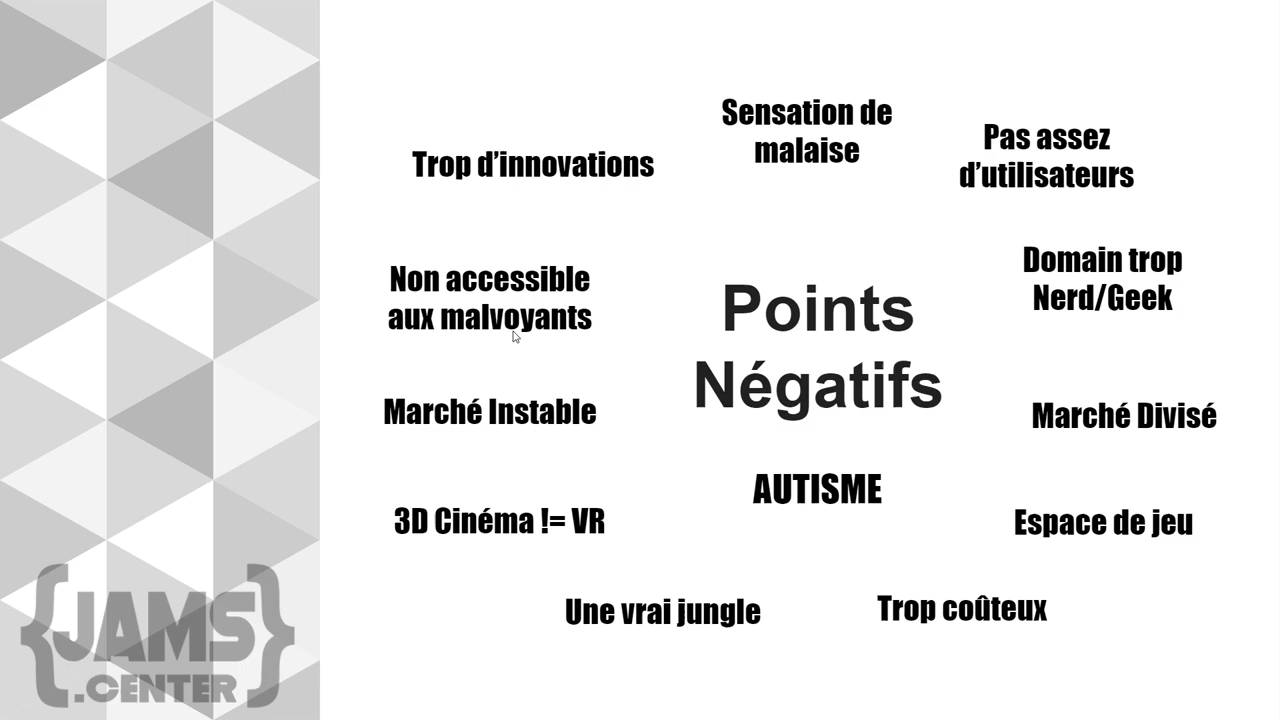 Sensation de
malaise
Pas assez
d’utilisateurs
Trop d’innovations
Domain trop
Nerd/Geek
Non accessible
aux malvoyants
Points
Négatifs
Marché Instable
Marché Divisé
AUTISME
3D Cinéma != VR
Espace de jeu
Une vrai jungle
Trop coûteux
{JAMS}
.CENTER